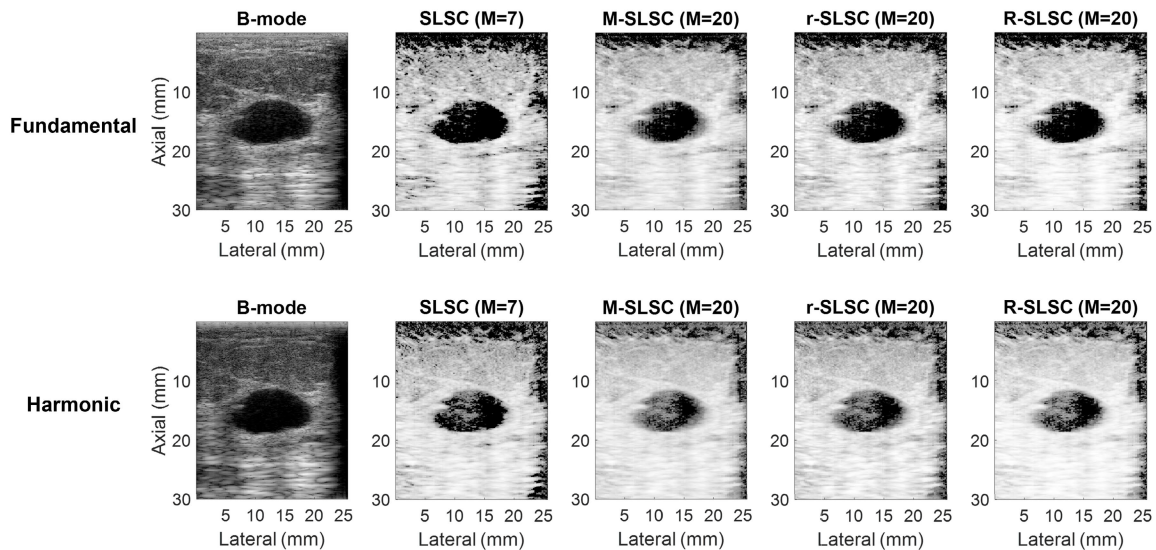 B-mode SLSC (M=7) M-SLSC (M=20) r-SLSC (M=20) R-SLSC (M=20)
Fundamental
Axial (mm)
10 10 10 10 10
20 20 20 20 20
30 30 30 30 30
5 10 15 20 25 5 10 15 20 25 5 10 15 20 25 5 10 15 20 25 5 10 15 20 25
Lateral (mm) Lateral (mm) Lateral (mm) Lateral (mm) Lateral (mm)
B-mode SLSC (M=7) M-SLSC (M=20) r-SLSC (M=20) R-SLSC (M=20)
Harmonic
Axial (mm)
10 10 10 10 10
20 20 20 20 20
30 30 30 30 30
5 10 15 20 25 5 10 15 20 25 5 10 15 20 25 5 10 15 20 25 5 10 15 20 25
Lateral (mm) Lateral (mm) Lateral (mm) Lateral (mm) Lateral (mm)